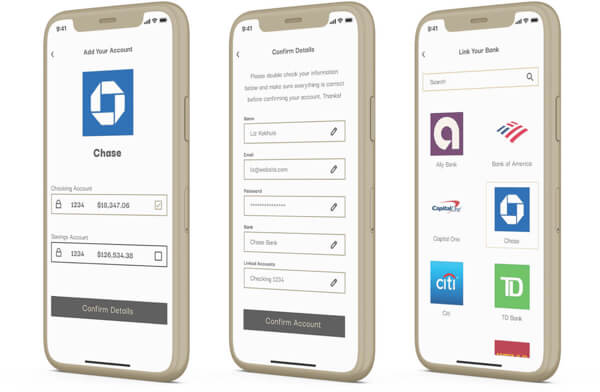 9:41
Add Your Account
Chase
Checking Account
1234 $18,347.06
Savings Account
1234 $126,534.38
Confirm Details
9:41
Confirm Details
Please double check your information
below and make sure everything is correct
before confirming your account. Thanks!
Name
Liz Kekhuis
Email
liz@website.com
Password
***************
Bank
Chase Bank
Linked Accounts
Checking 1234
Confirm Account
9:41
Link Your Bank
Search
a
Ally Bank
Bank of America
Capital One
Capital One
Chase
citi
Citi
TD
TD Bank